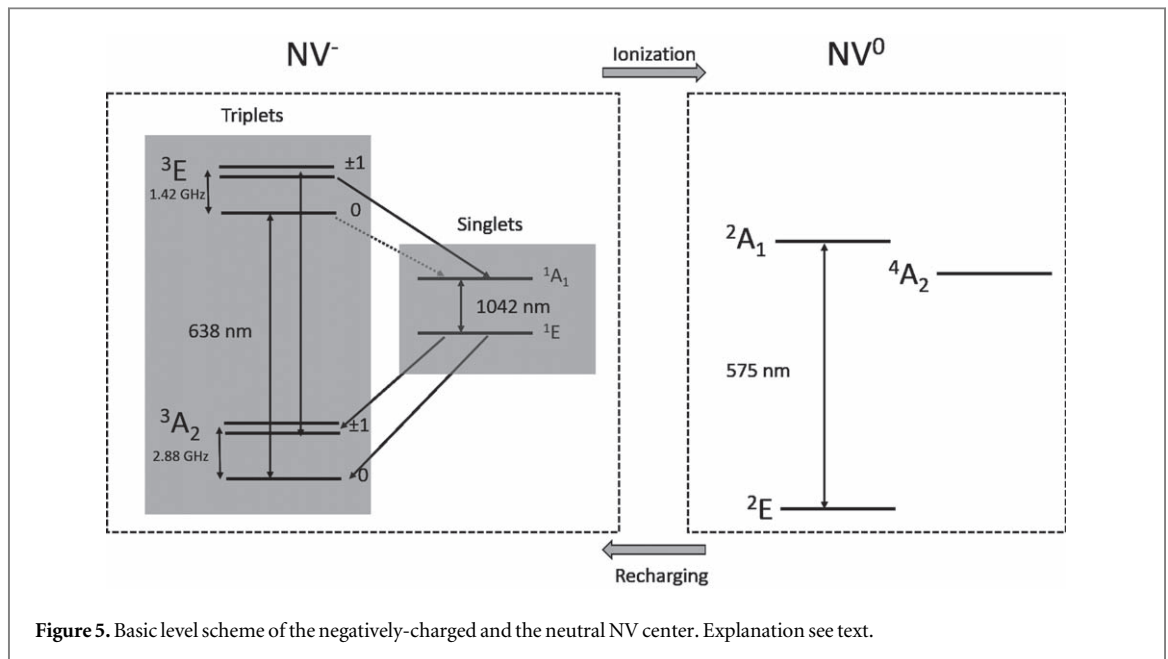 NV⁻
Ionization
NV⁰
Triplets
³E
±1
1.42 GHz
0
Singlets
¹A₁
1042 nm
¹E
638 nm
³A₂
±1
2.88 GHz
0
²A₁
⁴A₂
575 nm
²E
Recharging
Figure 5. Basic level scheme of the negatively-charged and the neutral NV center. Explanation see text.